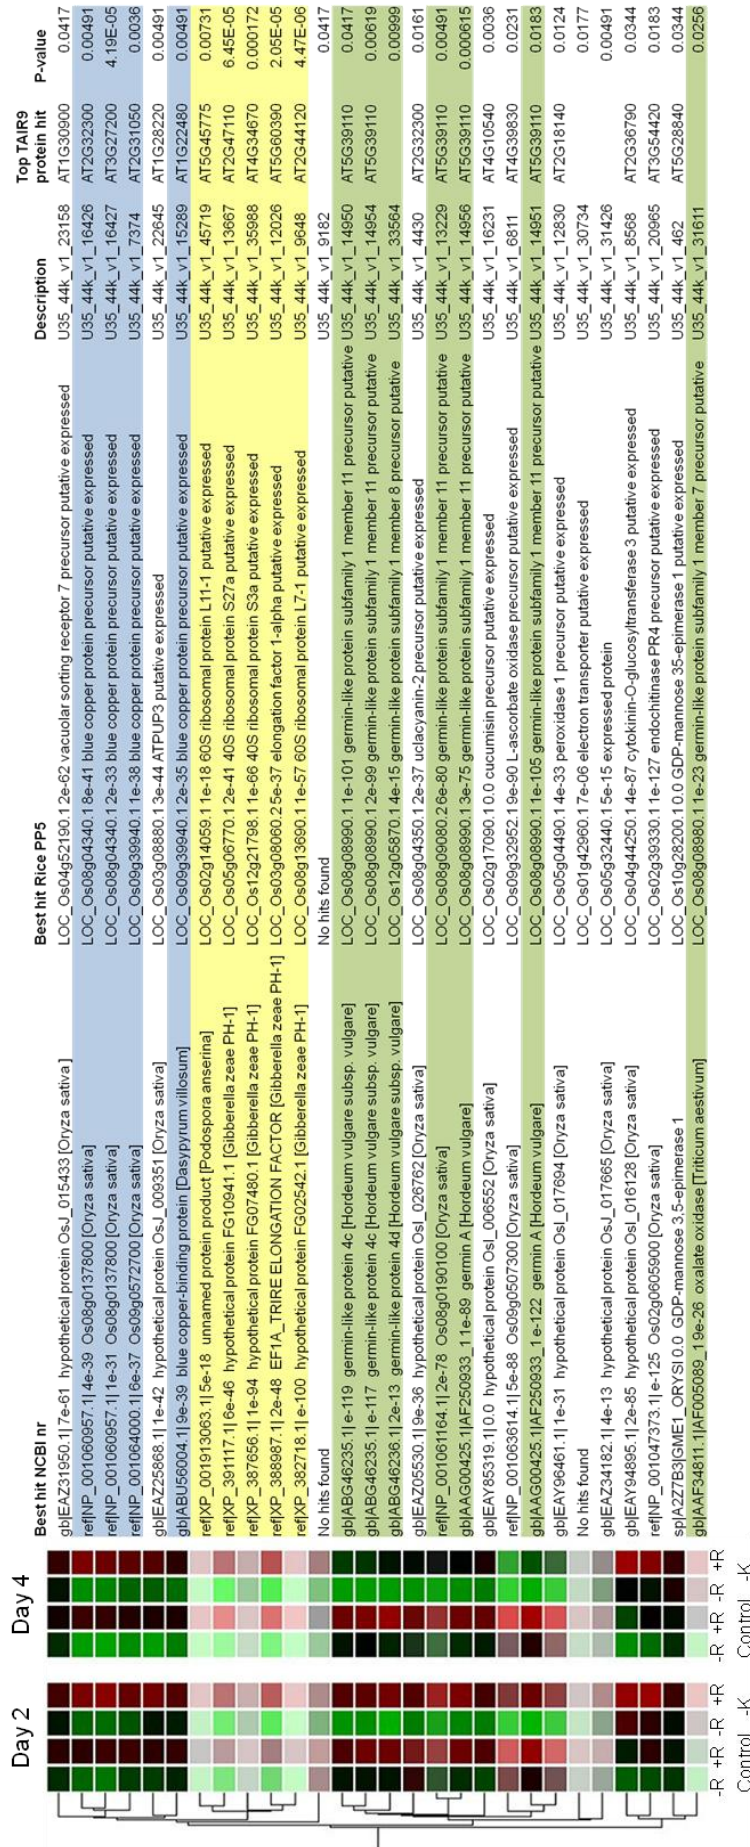 Day 2 Day 4 Best hit NCBI nr Best hit Rice PP5 Description Top TAIR9 protein hit P-value
gb|EAZ31950.1|7e-61 hypothetical protein OsJ_015433 [Oryza sativa] LOC_Os04g52190.1 2e-62 vacuolar sorting receptor 7 precursor putative expressed U35_44k_v1_23158 AT1G30900 0.0417
ref|NP_001060957.1|4e-39 Os08g0137800 [Oryza sativa] LOC_Os08g04340.1 8e-41 blue copper protein precursor putative expressed U35_44k_v1_16426 AT2G32300 0.00491
ref|NP_001060957.1|1e-31 Os08g0137800 [Oryza sativa] LOC_Os08g04340.1 2e-33 blue copper protein precursor putative expressed U35_44k_v1_16427 AT3G27200 4.19E-05
ref|NP_001064000.1|6e-37 Os09g0572700 [Oryza sativa] LOC_Os09g39940.1 1e-38 blue copper protein precursor putative expressed U35_44k_v1_7374 AT2G31050 0.0036
gb|EAZ25868.1|1e-42 hypothetical protein OsJ_009351 [Oryza sativa] LOC_Os03g08880.1 3e-44 ATPUP3 putative expressed U35_44k_v1_22645 AT1G28220 0.00491
gb|ABU56004.1|9e-39 blue copper-binding protein [Dasypyrum villosum] LOC_Os09g39940.1 2e-35 blue copper protein precursor putative expressed U35_44k_v1_15289 AT1G22480 0.00491
ref|XP_001913063.1|5e-18 unnamed protein product [Podospora anserina] LOC_Os02g14059.1 1e-18 60S ribosomal protein L11-1 putative expressed U35_44k_v1_45719 AT5G45775 0.00731
ref|XP_391117.1|6e-46 hypothetical protein FG10941.1 [Gibberella zeae PH-1] LOC_Os05g06770.1 2e-41 40S ribosomal protein S27a putative expressed U35_44k_v1_13667 AT2G47110 6.45E-05
ref|XP_387656.1|1e-94 hypothetical protein FG07480.1 [Gibberella zeae PH-1] LOC_Os12g21798.1 1e-66 40S ribosomal protein S3a putative expressed U35_44k_v1_35988 AT4G34670 0.000172
ref|XP_388987.1|2e-48 EF1A_TRIRE ELONGATION FACTOR [Gibberella zeae PH-1] LOC_Os03g08060.2 5e-37 elongation factor 1-alpha putative expressed U35_44k_v1_12026 AT5G60390 2.05E-05
ref|XP_382718.1|e-100 hypothetical protein FG02542.1 [Gibberella zeae PH-1] LOC_Os08g13690.1 1e-57 60S ribosomal protein L7-1 putative expressed U35_44k_v1_9648 AT2G44120 4.47E-06
No hits found No hits found U35_44k_v1_9182 0.0417
gb|ABG46235.1|e-119 germin-like protein 4c [Hordeum vulgare subsp. vulgare] LOC_Os08g08990.1 1e-101 germin-like protein subfamily 1 member 11 precursor putative U35_44k_v1_14950 AT5G39110 0.0417
gb|ABG46235.1|e-117 germin-like protein 4c [Hordeum vulgare subsp. vulgare] LOC_Os08g08990.1 2e-99 germin-like protein subfamily 1 member 11 precursor putative U35_44k_v1_14954 AT5G39110 0.00619
gb|ABG46236.1|2e-13 germin-like protein 4d [Hordeum vulgare subsp. vulgare] LOC_Os12g05870.1 4e-15 germin-like protein subfamily 1 member 8 precursor putative U35_44k_v1_33564 AT5G39110 0.00999
gb|EAZ05530.1|9e-36 hypothetical protein OsI_026762 [Oryza sativa] LOC_Os08g04350.1 2e-37 uclacyanin-2 precursor putative expressed U35_44k_v1_4430 AT2G32300 0.0161
ref|NP_001061164.1|2e-78 Os08g0190100 [Oryza sativa] LOC_Os08g09080.2 6e-80 germin-like protein subfamily 1 member 11 precursor putative U35_44k_v1_13229 AT5G39110 0.00491
gb|AAG00425.1|AF250933_1 1e-89 germin A [Hordeum vulgare] LOC_Os08g08990.1 3e-75 germin-like protein subfamily 1 member 11 precursor putative U35_44k_v1_14956 AT5G39110 0.000615
gb|EAY85319.1|0.0 hypothetical protein OsI_006552 [Oryza sativa] LOC_Os02g17090.1 0.0 cucumisin precursor putative expressed U35_44k_v1_16231 AT4G10540 0.0036
ref|NP_001063614.1|5e-88 Os09g0507300 [Oryza sativa] LOC_Os09g32952.1 9e-90 L-ascorbate oxidase precursor putative expressed U35_44k_v1_6811 AT4G39830 0.0231
gb|AAG00425.1|AF250933_1 e-122 germin A [Hordeum vulgare] LOC_Os08g08990.1 1e-105 germin-like protein subfamily 1 member 11 precursor putative U35_44k_v1_14951 AT5G39110 0.0183
gb|EAY96461.1|1e-31 hypothetical protein OsI_017694 [Oryza sativa] LOC_Os05g04490.1 4e-33 peroxidase 1 precursor putative expressed U35_44k_v1_12830 AT2G18140 0.0124
No hits found LOC_Os01g42960.1 7e-06 electron transporter putative expressed U35_44k_v1_30734 0.0177
gb|EAZ34182.1|4e-13 hypothetical protein OsJ_017665 [Oryza sativa] LOC_Os05g32440.1 5e-15 expressed protein U35_44k_v1_31426 0.00491
gb|EAY94895.1|2e-85 hypothetical protein OsI_016128 [Oryza sativa] LOC_Os04g44250.1 4e-87 cytokinin-O-glucosyltransferase 3 putative expressed U35_44k_v1_8568 AT2G36790 0.0344
ref|NP_001047373.1|e-125 Os02g0605900 [Oryza sativa] LOC_Os02g39330.1 1e-127 endochitinase PR4 precursor putative expressed U35_44k_v1_20965 AT3G54420 0.0183
sp|A2Z7B3|GME1_ORYSI 0.0 GDP-mannose 3,5-epimerase 1 LOC_Os10g28200.1 0.0 GDP-mannose 35-epimerase 1 putative expressed U35_44k_v1_462 AT5G28840 0.0344
gb|AAF34811.1|AF005089_1 9e-26 oxalate oxidase [Triticum aestivum] LOC_Os08g08980.1 1e-23 germin-like protein subfamily 1 member 7 precursor putative U35_44k_v1_31611 0.0256
-R +R -R +R -R +R -R +R
Control -K Control -K